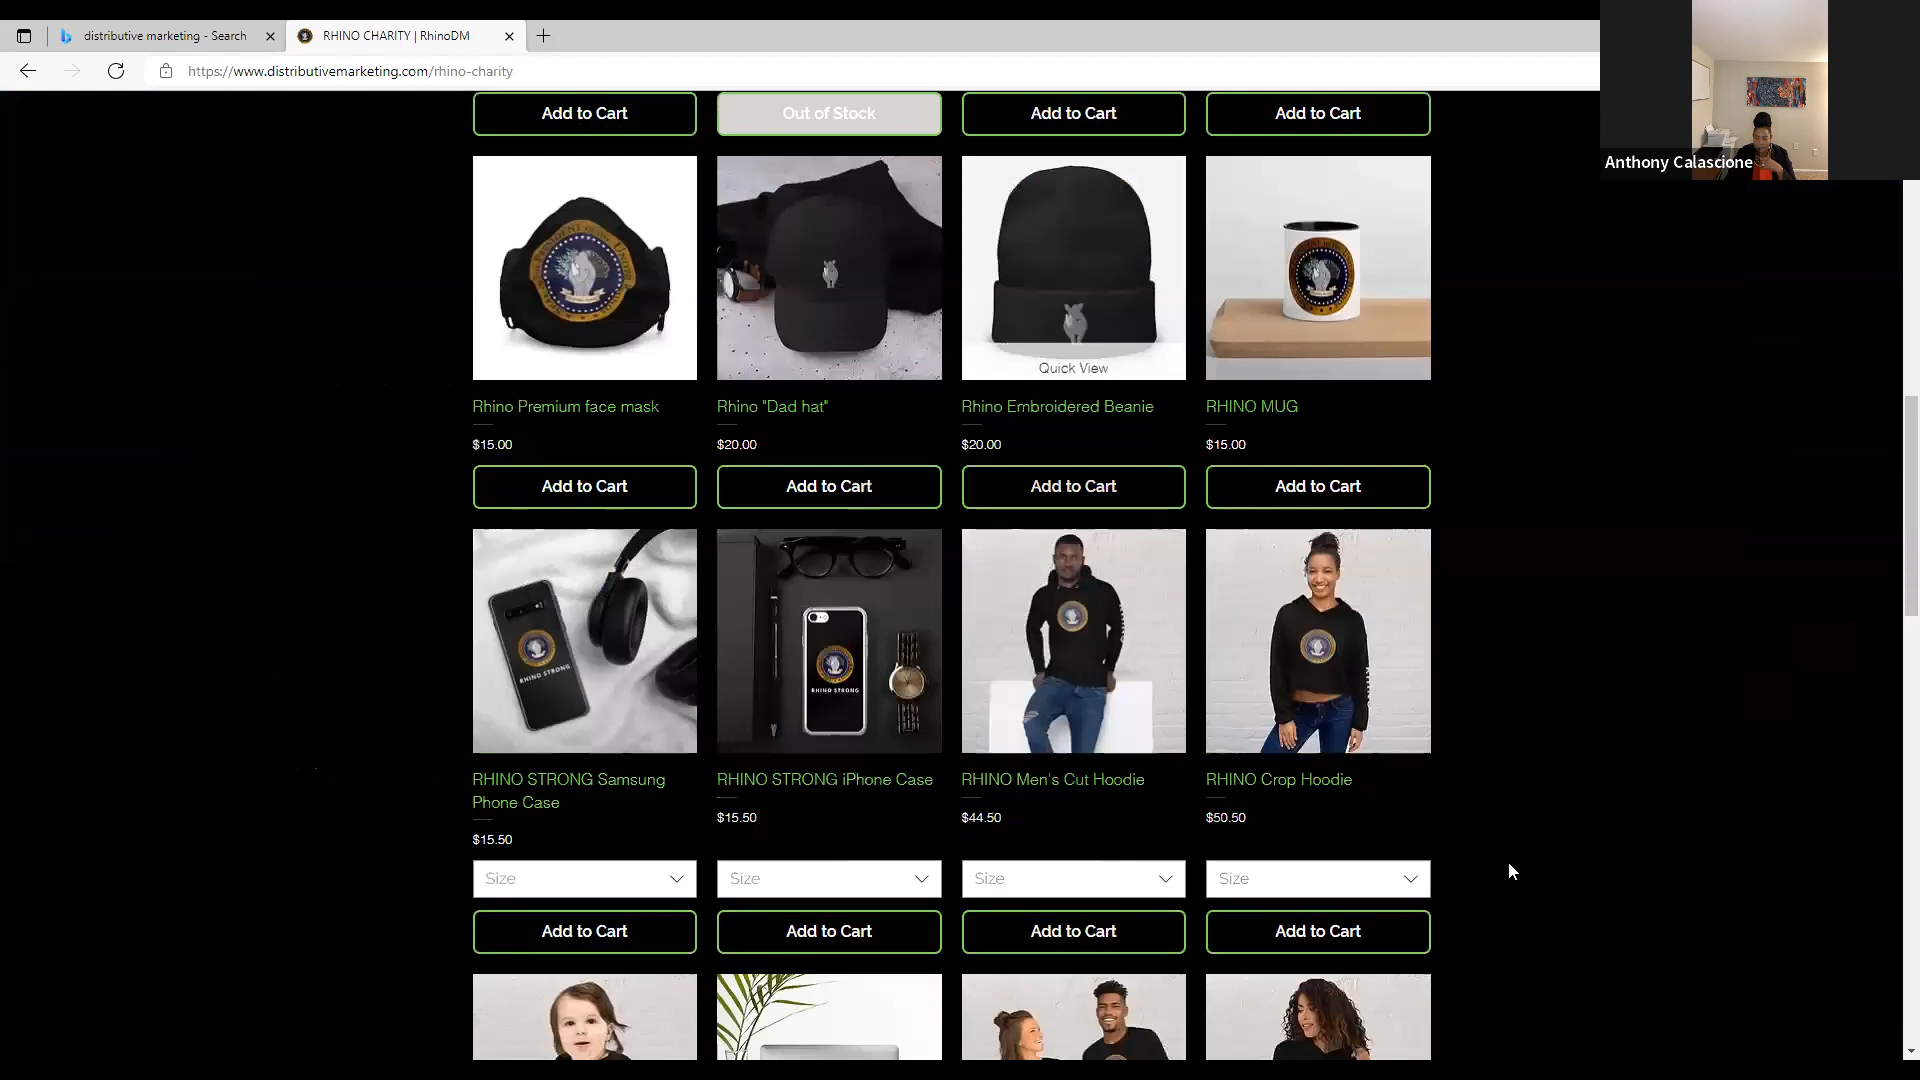 distributive marketing - Search
RHINO CHARITY | RhinoDM
https://www.distributivemarketing.com/rhino-charity
Anthony Calascione
Add to Cart
Out of Stock
Add to Cart
Add to Cart
Quick View
Rhino Premium face mask
Rhino "Dad hat"
Rhino Embroidered Beanie
RHINO MUG
$15.00
$20.00
$20.00
$15.00
Add to Cart
Add to Cart
Add to Cart
Add to Cart
RHINO STRONG
RHINO STRONG
RHINO STRONG Samsung
Phone Case
RHINO STRONG iPhone Case
RHINO Men's Cut Hoodie
RHINO Crop Hoodie
$15.50
$15.50
$44.50
$50.50
Size
Size
Size
Size
Add to Cart
Add to Cart
Add to Cart
Add to Cart